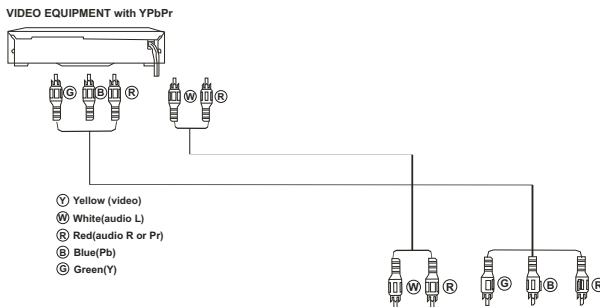 VIDEO EQUIPMENT with YPbPr
G B R W R
Y Yellow (video)
W White(audio L)
R Red(audio R or Pr)
B Blue(Pb)
G Green(Y)
W R G B R